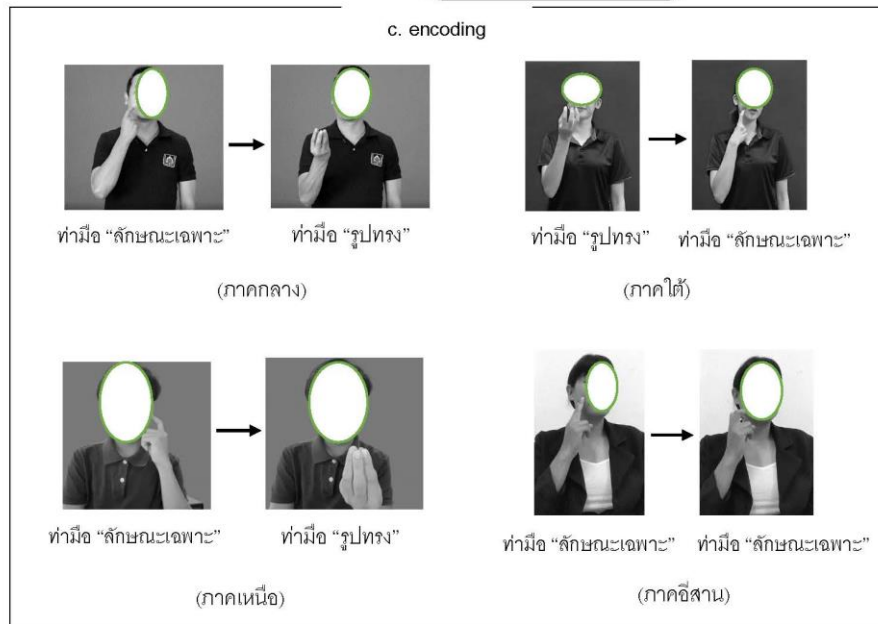 c. encoding
ท่ามือ “ลักษณะเฉพาะ” ท่ามือ “รูปทรง” ท่ามือ “รูปทรง” ท่ามือ “ลักษณะเฉพาะ”
(ภาคกลาง) (ภาคใต้)
ท่ามือ “ลักษณะเฉพาะ” ท่ามือ “รูปทรง” ท่ามือ “ลักษณะเฉพาะ” ท่ามือ “ลักษณะเฉพาะ”
(ภาคเหนือ) (ภาคอีสาน)